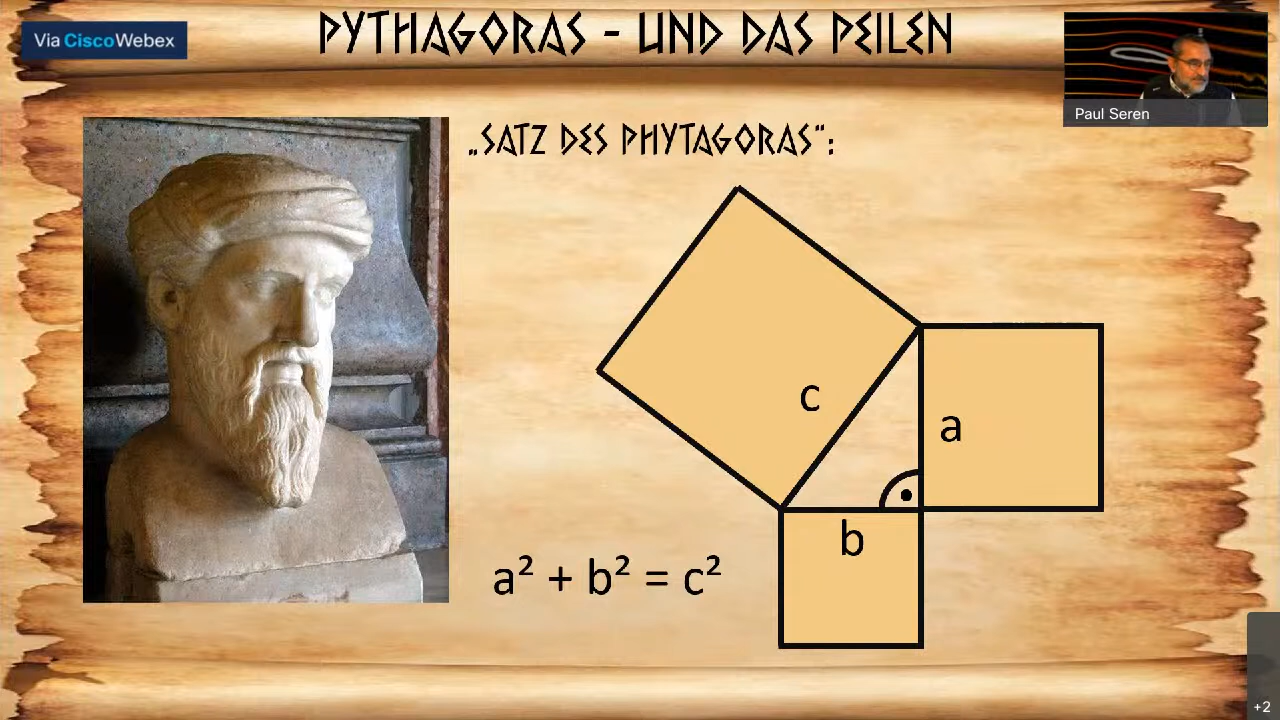 PYTHAGORAS - UND DAS PEILEN
Via CiscoWebex
Paul Seren
„SATZ DES PHYTAGORAS“:
c
a
b
a² + b² = c²
+2